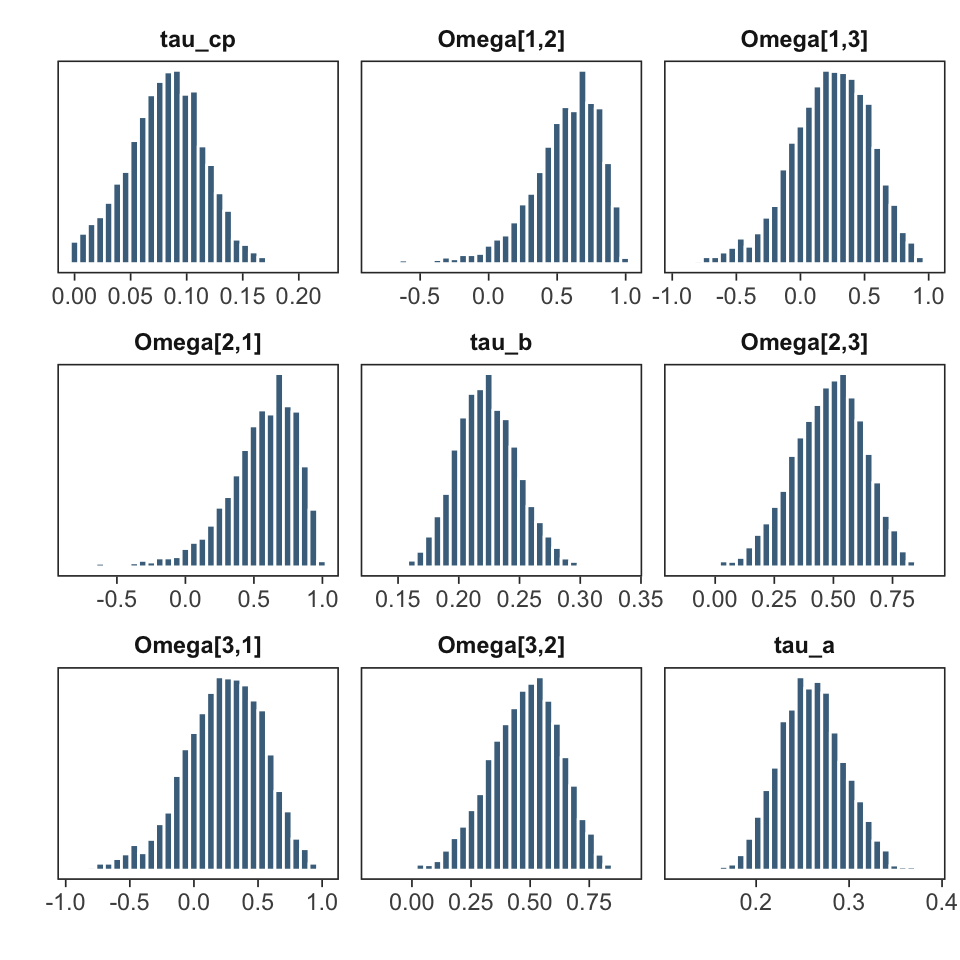 tau_cp Omega[1,2] Omega[1,3]
0.00 0.05 0.10 0.15 0.20 -0.5 0.0 0.5 1.0 -1.0 -0.5 0.0 0.5 1.0
Omega[2,1] tau_b Omega[2,3]
-0.5 0.0 0.5 1.0 0.15 0.20 0.25 0.30 0.35 0.00 0.25 0.50 0.75
Omega[3,1] Omega[3,2] tau_a
-1.0 -0.5 0.0 0.5 1.0 0.00 0.25 0.50 0.75 0.2 0.3 0.4